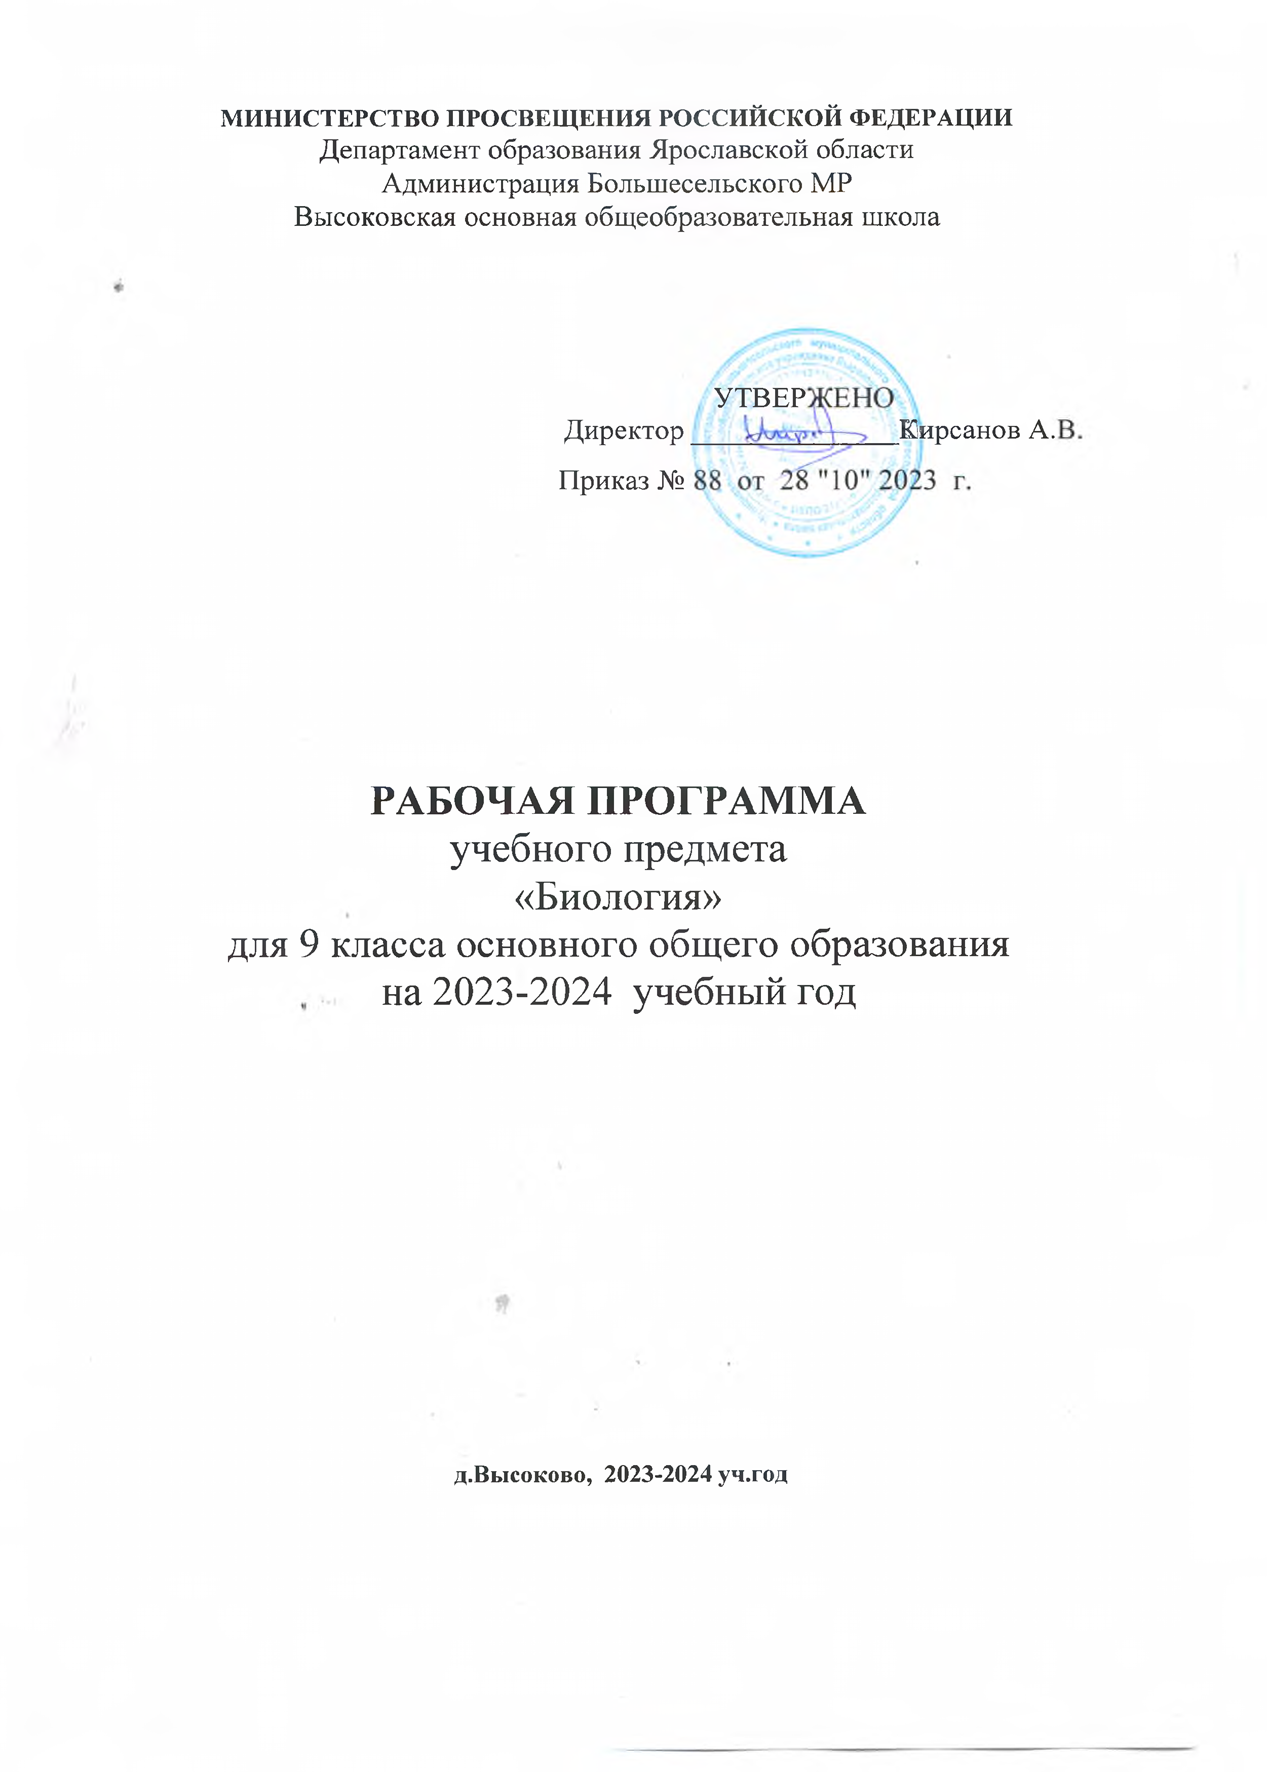 МИНИСТЕРСТВО ПРОСВЕЩЕНИЯ РОССИЙСКОЙ ФЕДЕРАЦИИ
Департамент образования Ярославской области
Администрация Большесельского МР
Высоковская основная общеобразовательная школа
УТВЕРЖЕНО
Директор ______________ Кирсанов А.В.
Приказ № 88 от 28 "10" 2023 г.
РАБОЧАЯ ПРОГРАММА
учебного предмета
«Биология»
для 9 класса основного общего образования
на 2023-2024 учебный год
д.Высоково, 2023-2024 уч.год